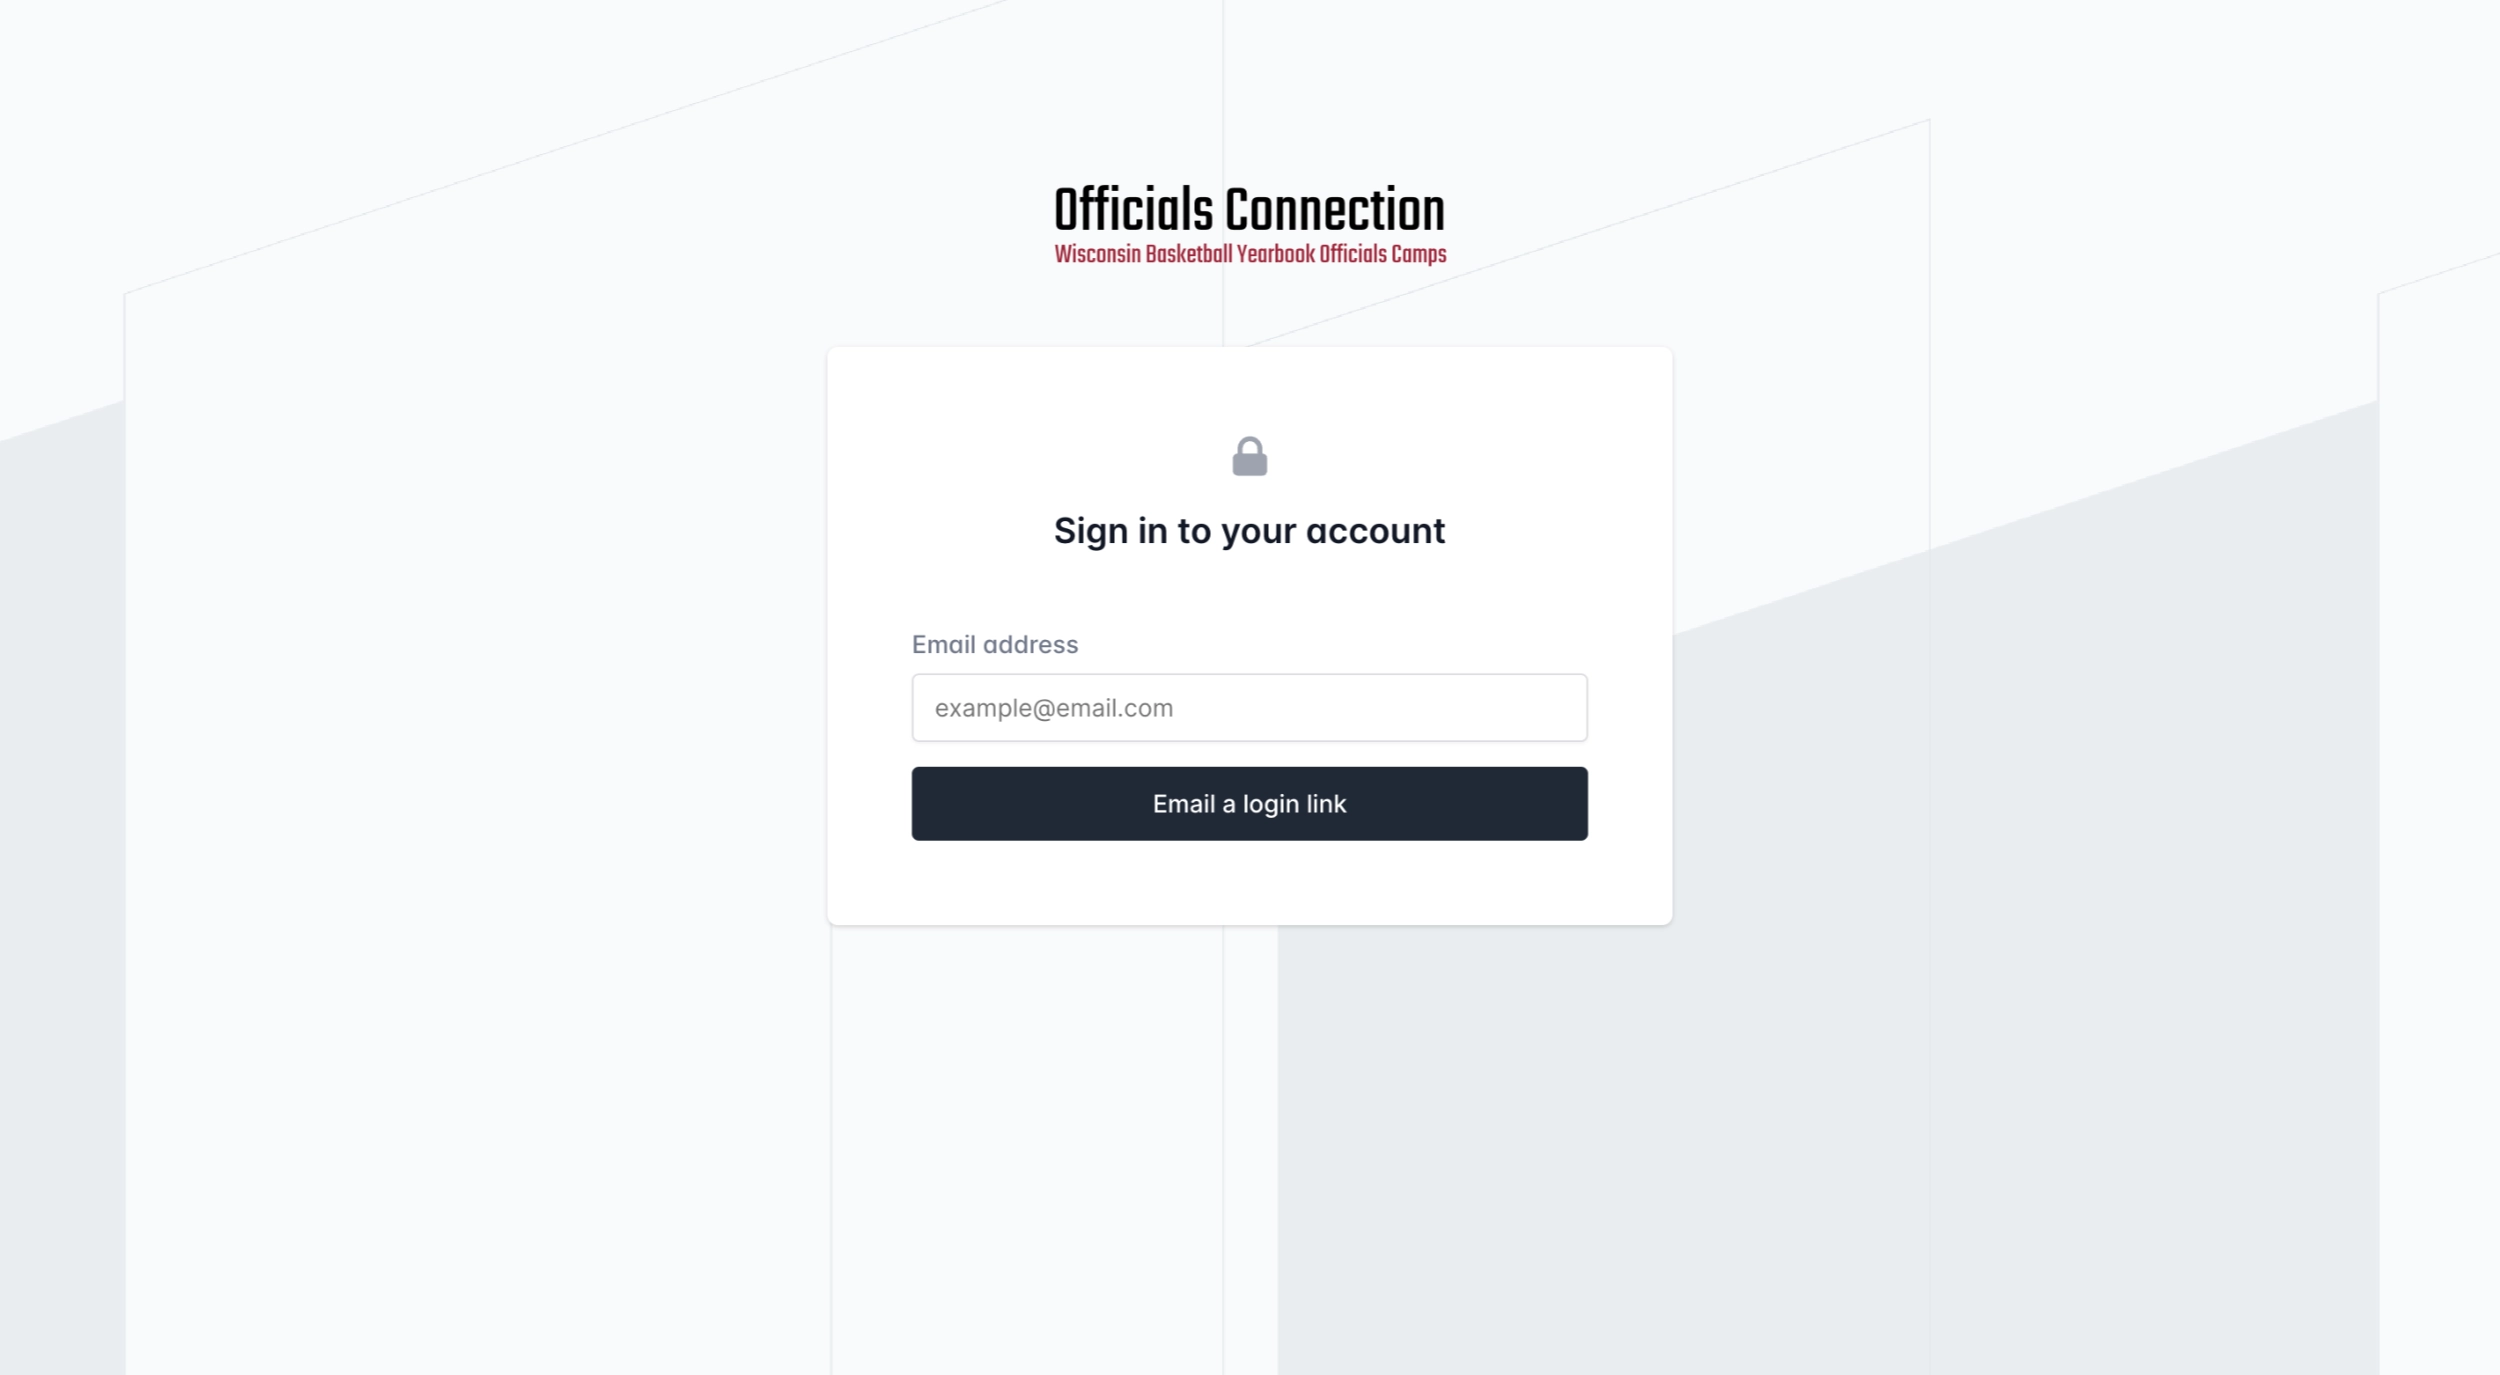 Officials Connection
Wisconsin Basketball Yearbook Officials Camps
Sign in to your account
Email address
example@email.com
Email a login link